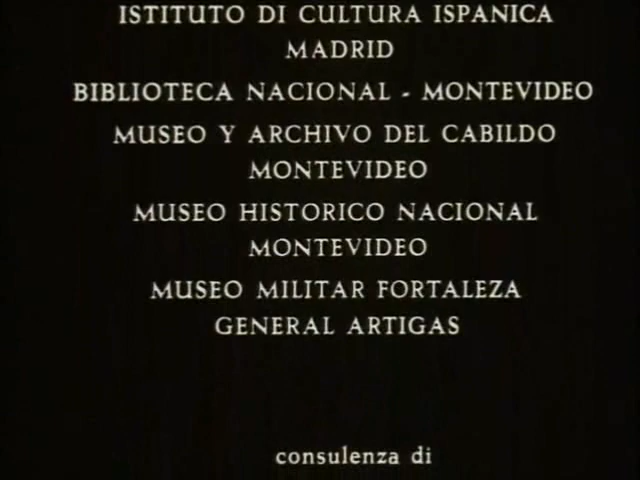 ISTITUTO DI CULTURA ISPANICA
MADRID
BIBLIOTECA NACIONAL - MONTEVIDEO
MUSEO Y ARCHIVO DEL CABILDO
MONTEVIDEO
MUSEO HISTORICO NACIONAL
MONTEVIDEO
MUSEO MILITAR FORTALEZA
GENERAL ARTIGAS
consulenza di